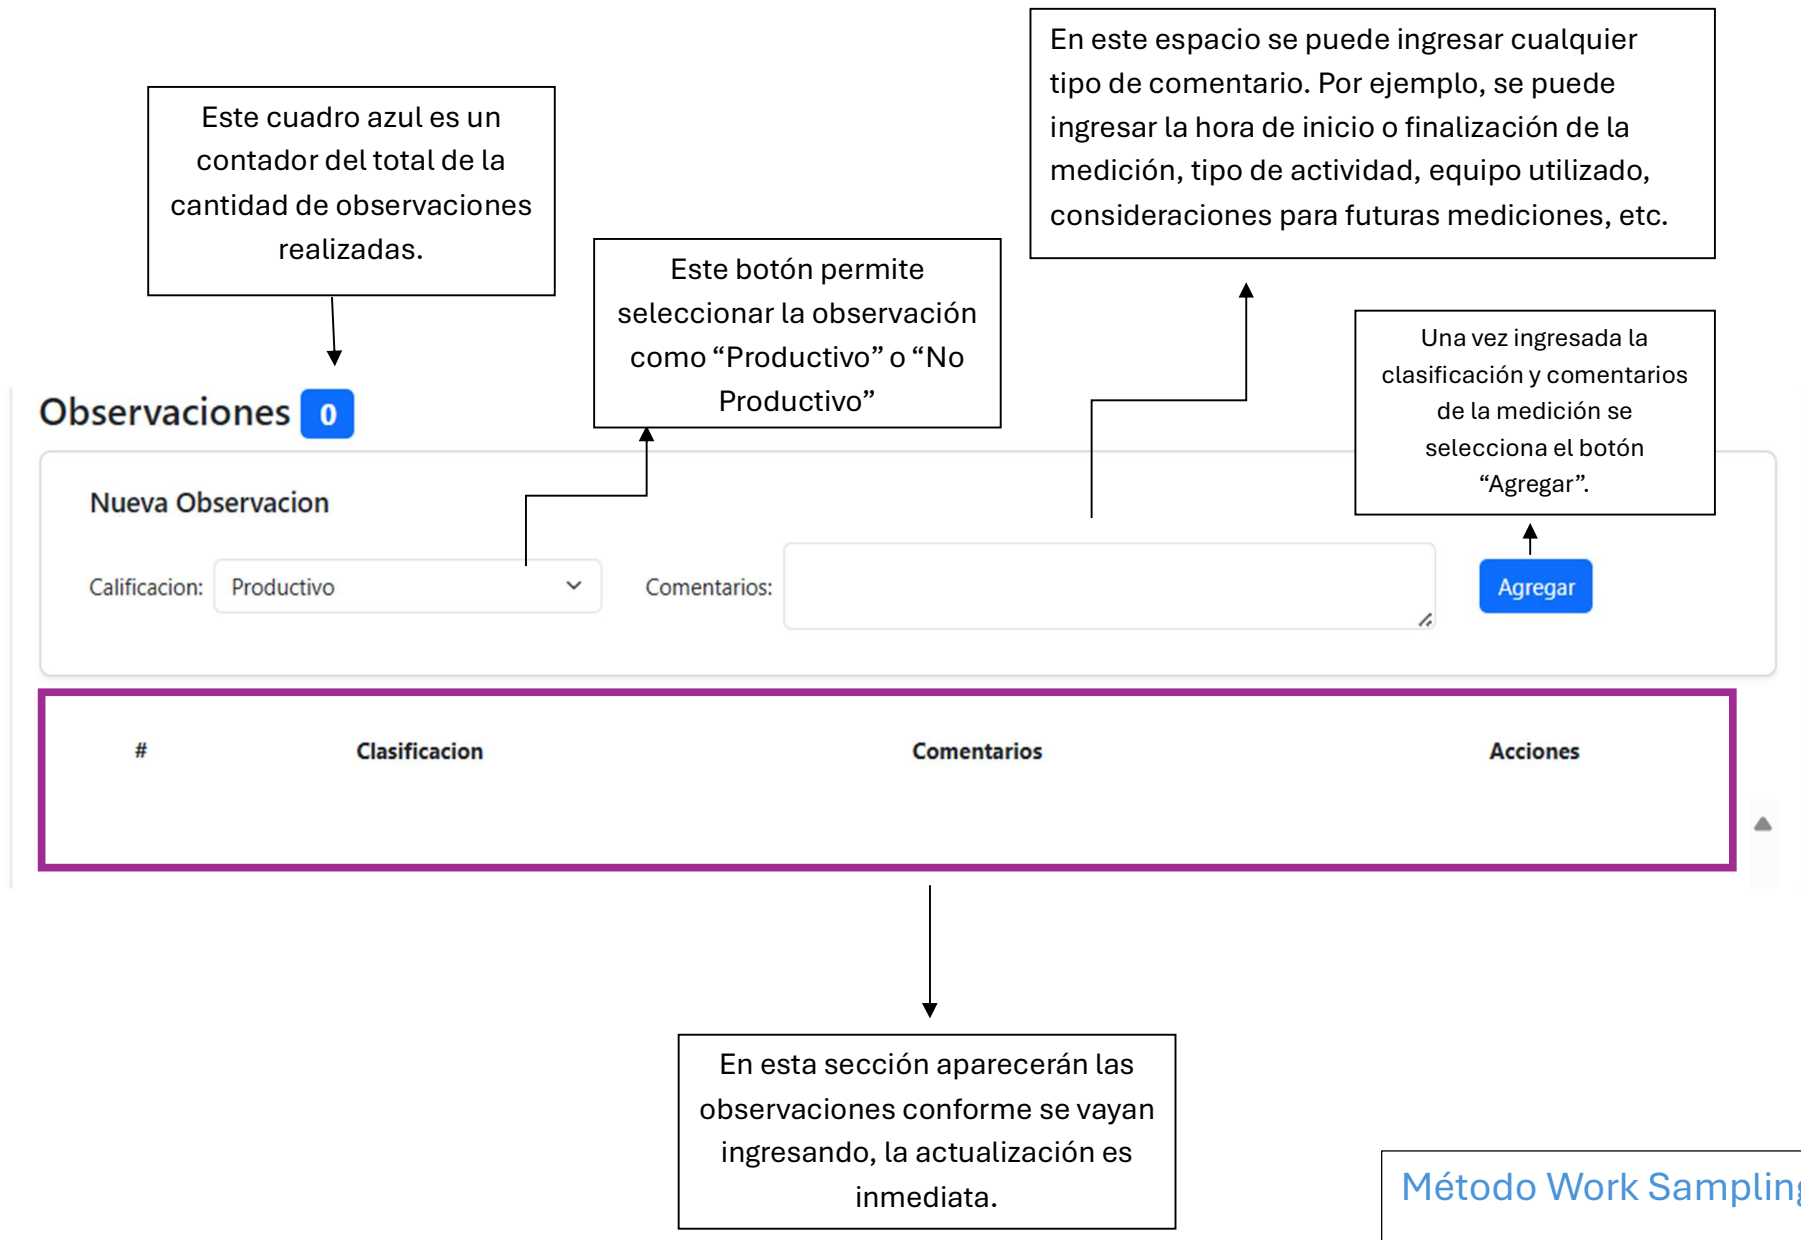 En este espacio se puede ingresar cualquier
tipo de comentario. Por ejemplo, se puede
ingresar la hora de inicio o finalización de la
medición, tipo de actividad, equipo utilizado,
consideraciones para futuras mediciones, etc.
Este cuadro azul es un
contador del total de la
cantidad de observaciones
realizadas.
Este botón permite
seleccionar la observación
como “Productivo” o “No
Productivo”
Una vez ingresada la
clasificación y comentarios
de la medición se
selecciona el botón
“Agregar”.
Observaciones 0
Nueva Observacion
Calificacion: Productivo Comentarios: Agregar
# Clasificacion Comentarios Acciones
En esta sección aparecerán las
observaciones conforme se vayan
ingresando, la actualización es
inmediata.
Método Work Sampling